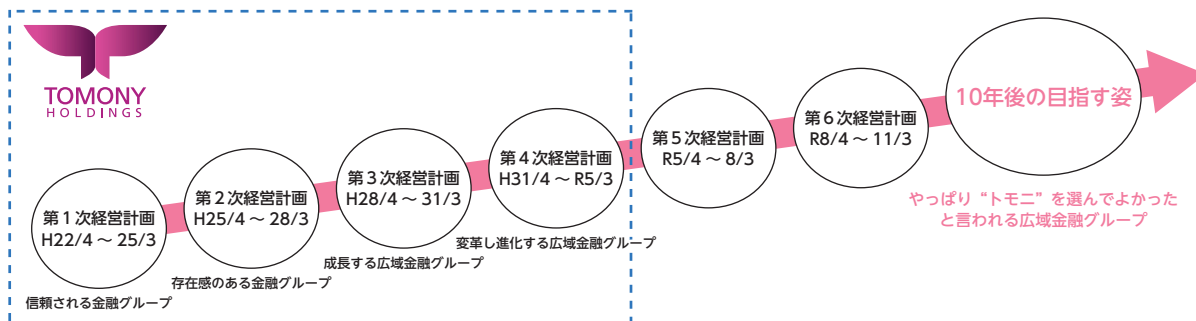 TOMONY
HOLDINGS
第1次経営計画
H22/4 ~ 25/3
信頼される金融グループ
第2次経営計画
H25/4 ~ 28/3
存在感のある金融グループ
第3次経営計画
H28/4 ~ 31/3
成長する広域金融グループ
第4次経営計画
H31/4 ~ R5/3
変革し進化する広域金融グループ
第5次経営計画
R5/4 ~ 8/3
第6次経営計画
R8/4 ~ 11/3
10年後の目指す姿
やっぱり“トモニ”を選んでよかった
と言われる広域金融グループ